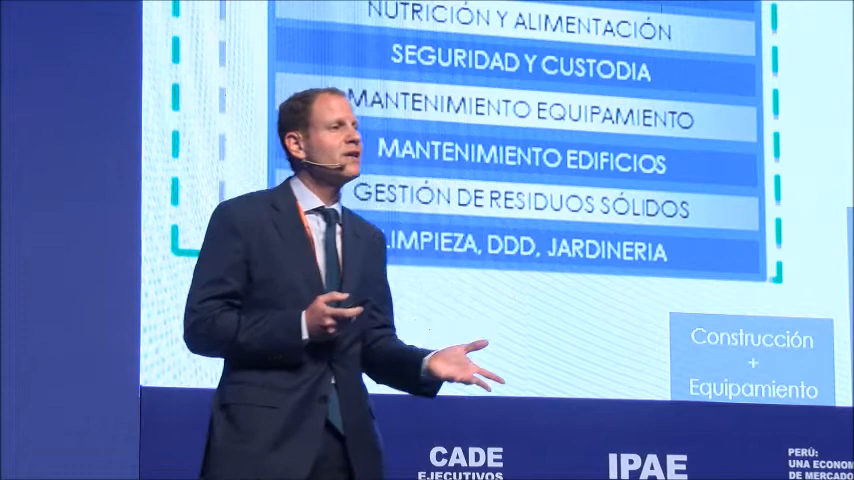 NUTRICIÓN Y ALIMENTACIÓN
SEGURIDAD Y CUSTODIA
MANTENIMIENTO EQUIPAMIENTO
MANTENIMIENTO EDIFICIOS
GESTIÓN DE RESIDUOS SÓLIDOS
LIMPIEZA, DDD, JARDINERIA
Construcción
+
Equipamiento
CADE
EJECUTIVOS
IPAE
PERÚ:
UNA ECONOM
DE MERCADO